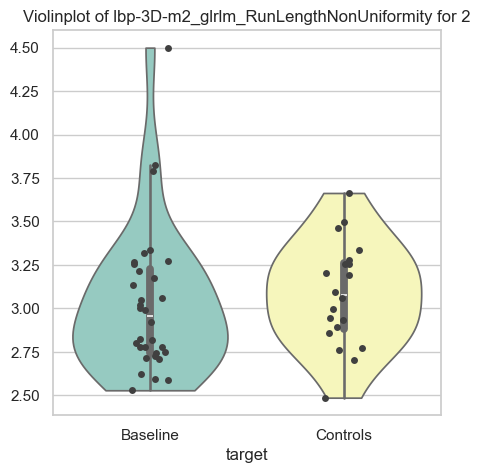 Violinplot of lbp-3D-m2_glrlm_RunLengthNonUniformity for 2
4.50
4.25
4.00
3.75
3.50
3.25
3.00
2.75
2.50
Baseline
Controls
target